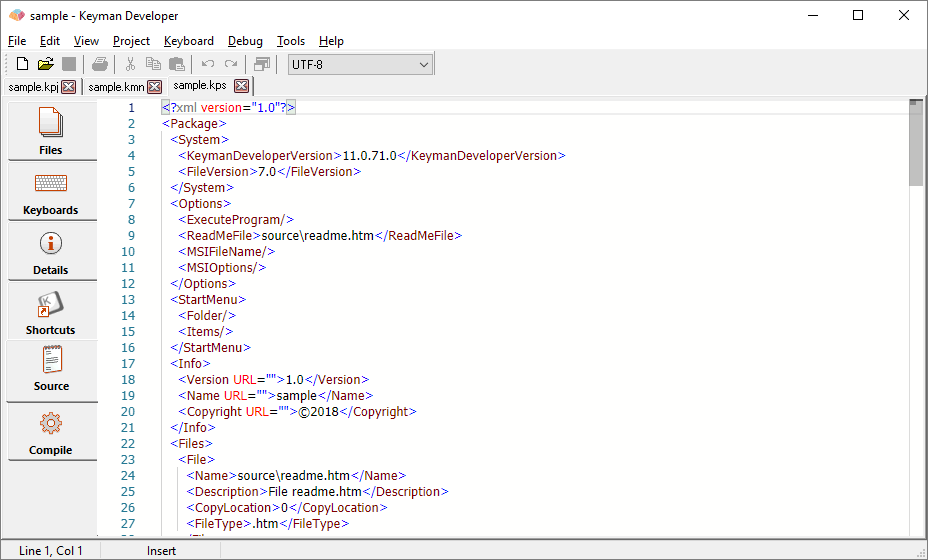 sample - Keyman Developer
File Edit View Project Keyboard Debug Tools Help
UTF-8
sample.kpj sample.kmn sample.kps
Files
Keyboards
Details
Shortcuts
Source
Compile
1 <?xml version="1.0"?>
2 <Package>
3 <System>
4 <KeymanDeveloperVersion>11.0.71.0</KeymanDeveloperVersion>
5 <FileVersion>7.0</FileVersion>
6 </System>
7 <Options>
8 <ExecuteProgram/>
9 <ReadMeFile>source\readme.htm</ReadMeFile>
10 <MSIFileName/>
11 <MSIOptions/>
12 </Options>
13 <StartMenu>
14 <Folder/>
15 <Items/>
16 </StartMenu>
17 <Info>
18 <Version URL="">1.0</Version>
19 <Name URL="">sample</Name>
20 <Copyright URL="">©2018</Copyright>
21 </Info>
22 <Files>
23 <File>
24 <Name>source\readme.htm</Name>
25 <Description>File readme.htm</Description>
26 <CopyLocation>0</CopyLocation>
27 <FileType>.htm</FileType>
Line 1, Col 1 Insert